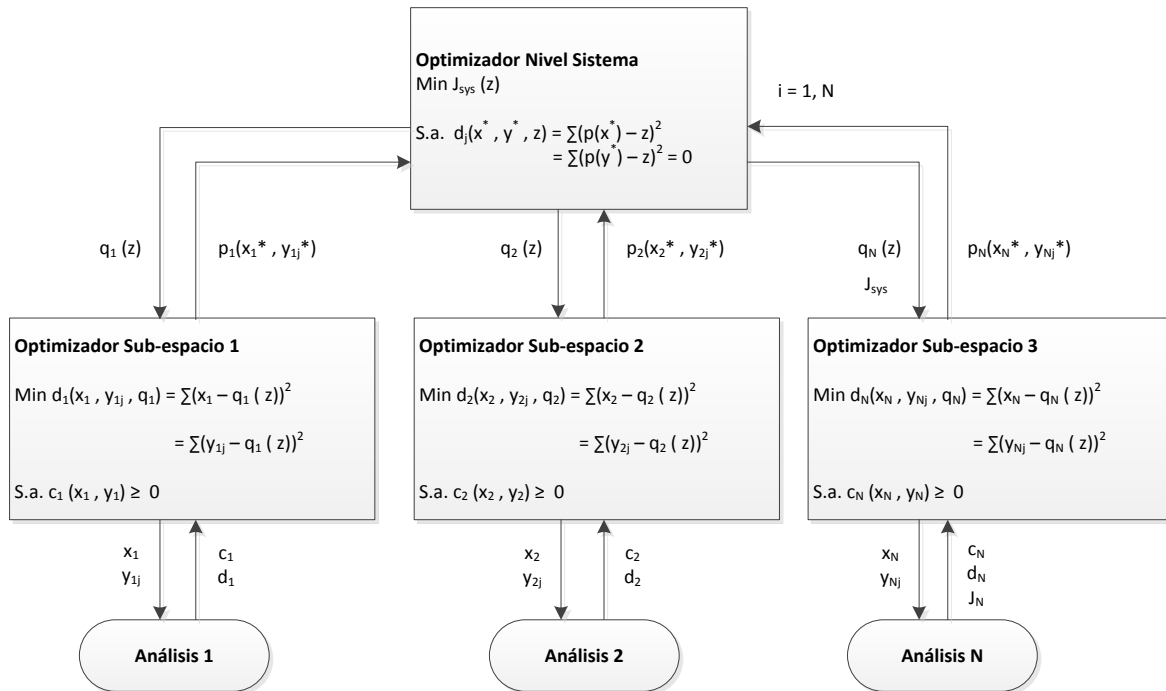 Optimizador Nivel Sistema
Min J_sys (z)
S.a. d_j(x^* , y^* , z) = ∑(p(x^*) – z)^2
= ∑(p(y^*) – z)^2 = 0
i = 1, N
q_1 (z)
p_1(x_1* , y_1j*)
q_2 (z)
p_2(x_2* , y_2j*)
q_N (z)
J_sys
p_N(x_N* , y_Nj*)
Optimizador Sub-espacio 1
Min d_1(x_1 , y_1j , q_1) = ∑(x_1 – q_1 ( z))^2
= ∑(y_1j – q_1 ( z))^2
S.a. c_1 (x_1 , y_1) ≥ 0
Optimizador Sub-espacio 2
Min d_2(x_2 , y_2j , q_2) = ∑(x_2 – q_2 ( z))^2
= ∑(y_2j – q_2 ( z))^2
S.a. c_2 (x_2 , y_2) ≥ 0
Optimizador Sub-espacio 3
Min d_N(x_N , y_Nj , q_N) = ∑(x_N – q_N ( z))^2
= ∑(y_Nj – q_N ( z))^2
S.a. c_N (x_N , y_N) ≥ 0
x_1
y_1j
c_1
d_1
x_2
y_2j
c_2
d_2
x_N
y_Nj
c_N
d_N
J_N
Análisis 1
Análisis 2
Análisis N